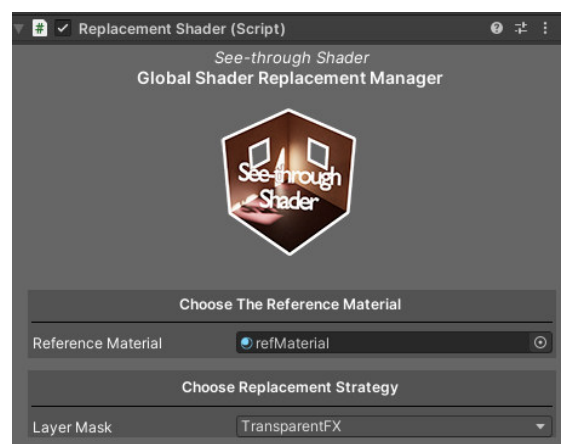 # Replacement Shader (Script)
See-through Shader
Global Shader Replacement Manager
See-through
Shader
Choose The Reference Material
Reference Material refMaterial
Choose Replacement Strategy
Layer Mask TransparentFX